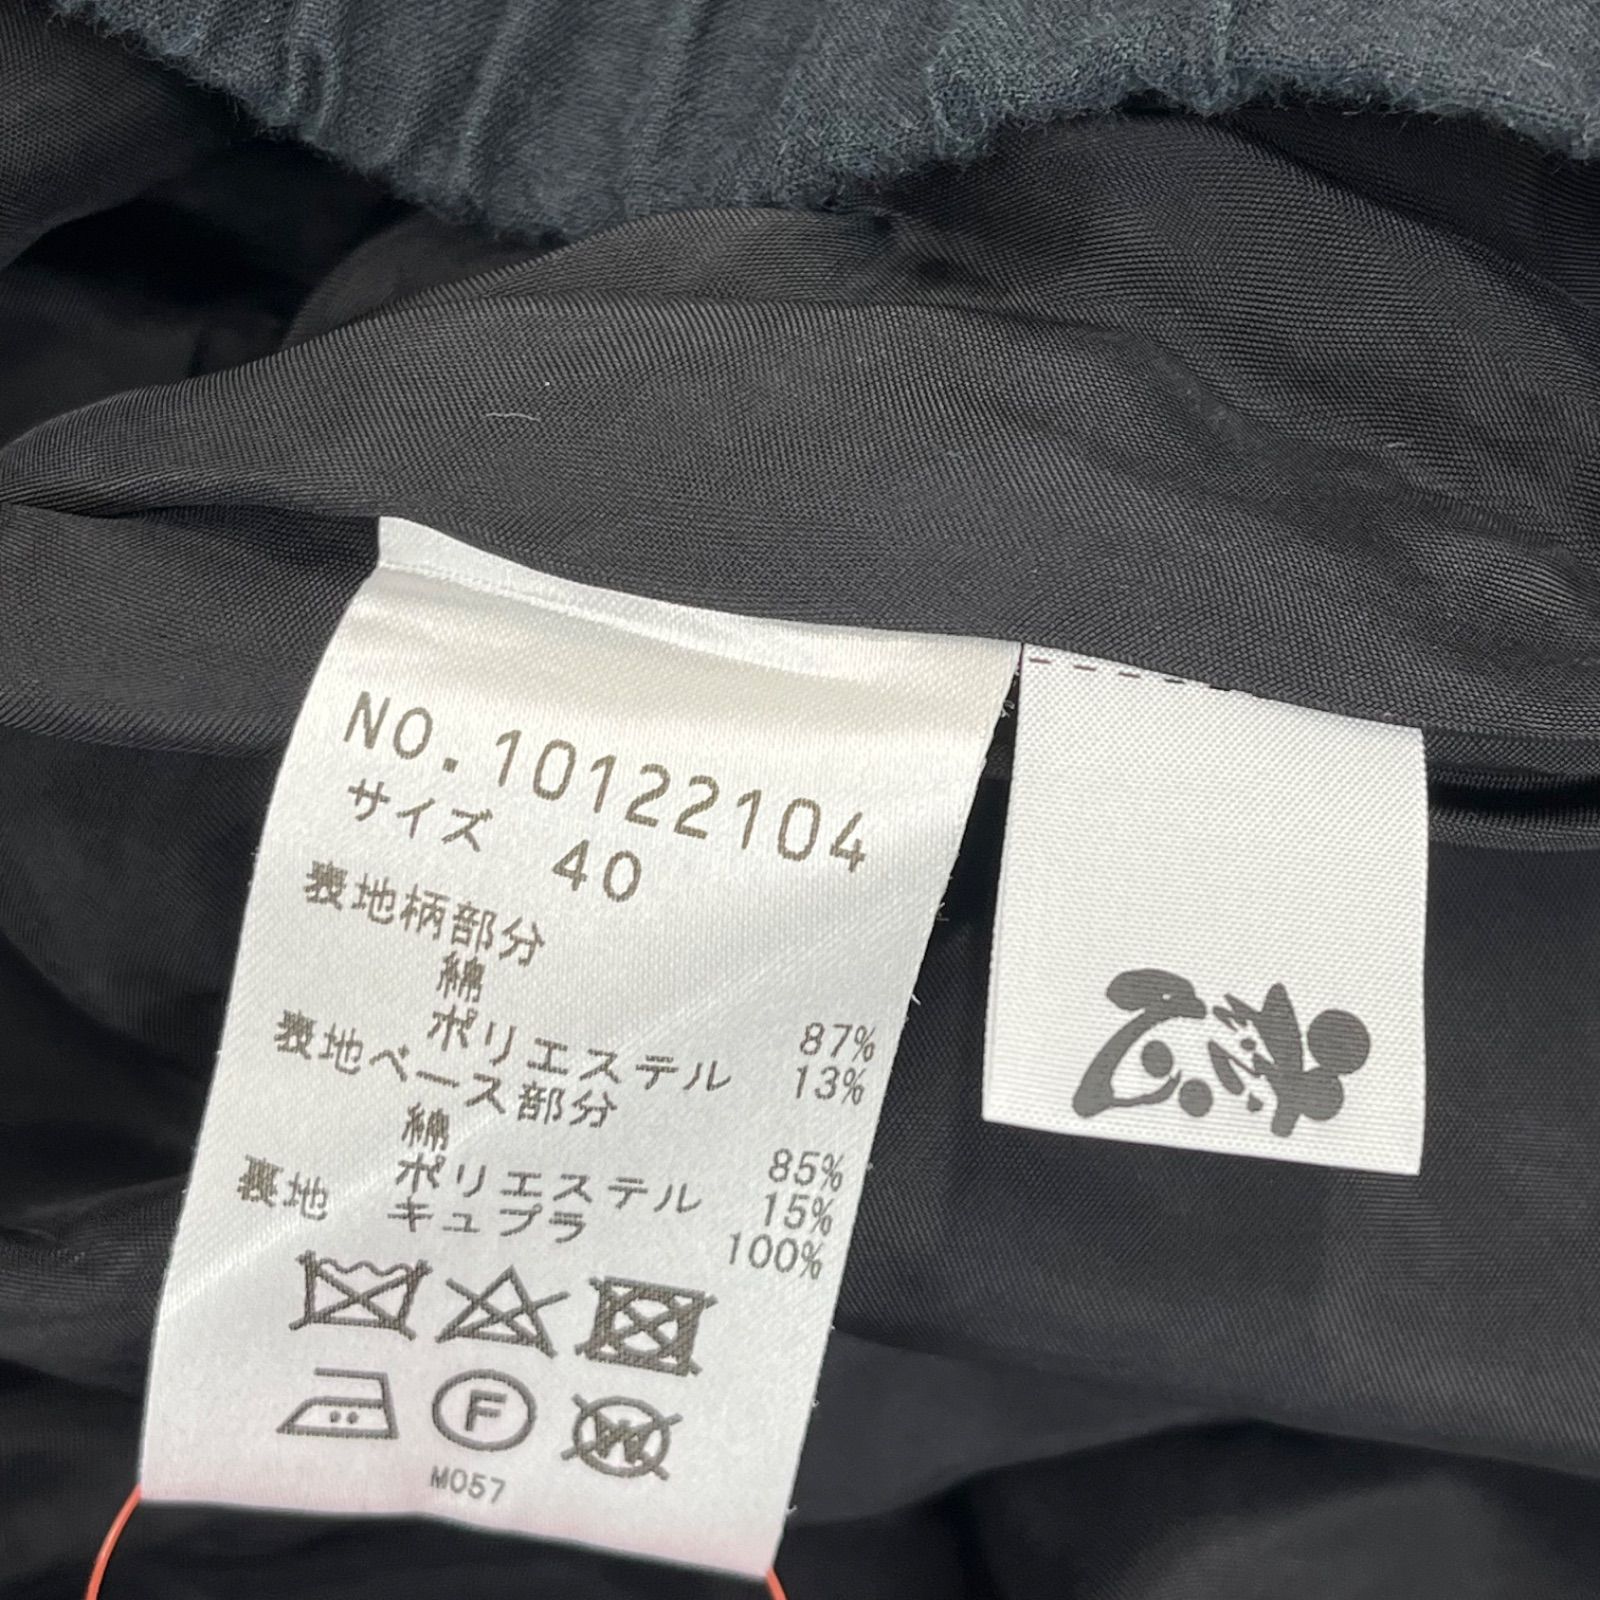 NO.10122104
サイズ 40
表地柄部分
綿 87%
ポリエステル 13%
表地ベース部分
綿 85%
ポリエステル 15%
裏地 キュプラ 100%
F
W
M057